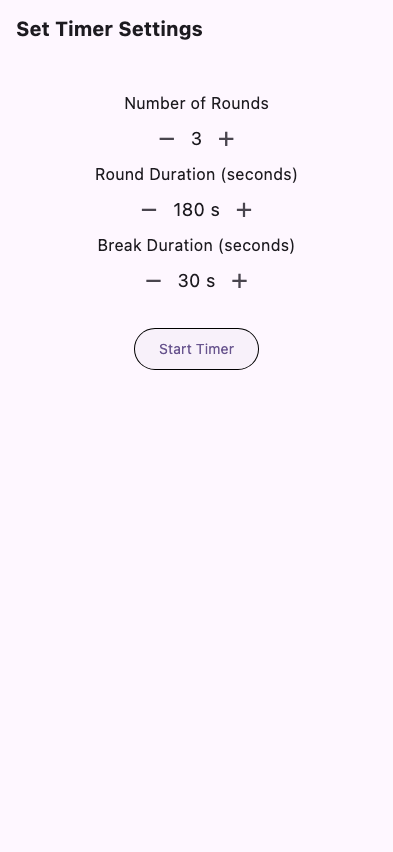 Set Timer Settings
Number of Rounds
− 3 +
Round Duration (seconds)
− 180 s +
Break Duration (seconds)
− 30 s +
Start Timer